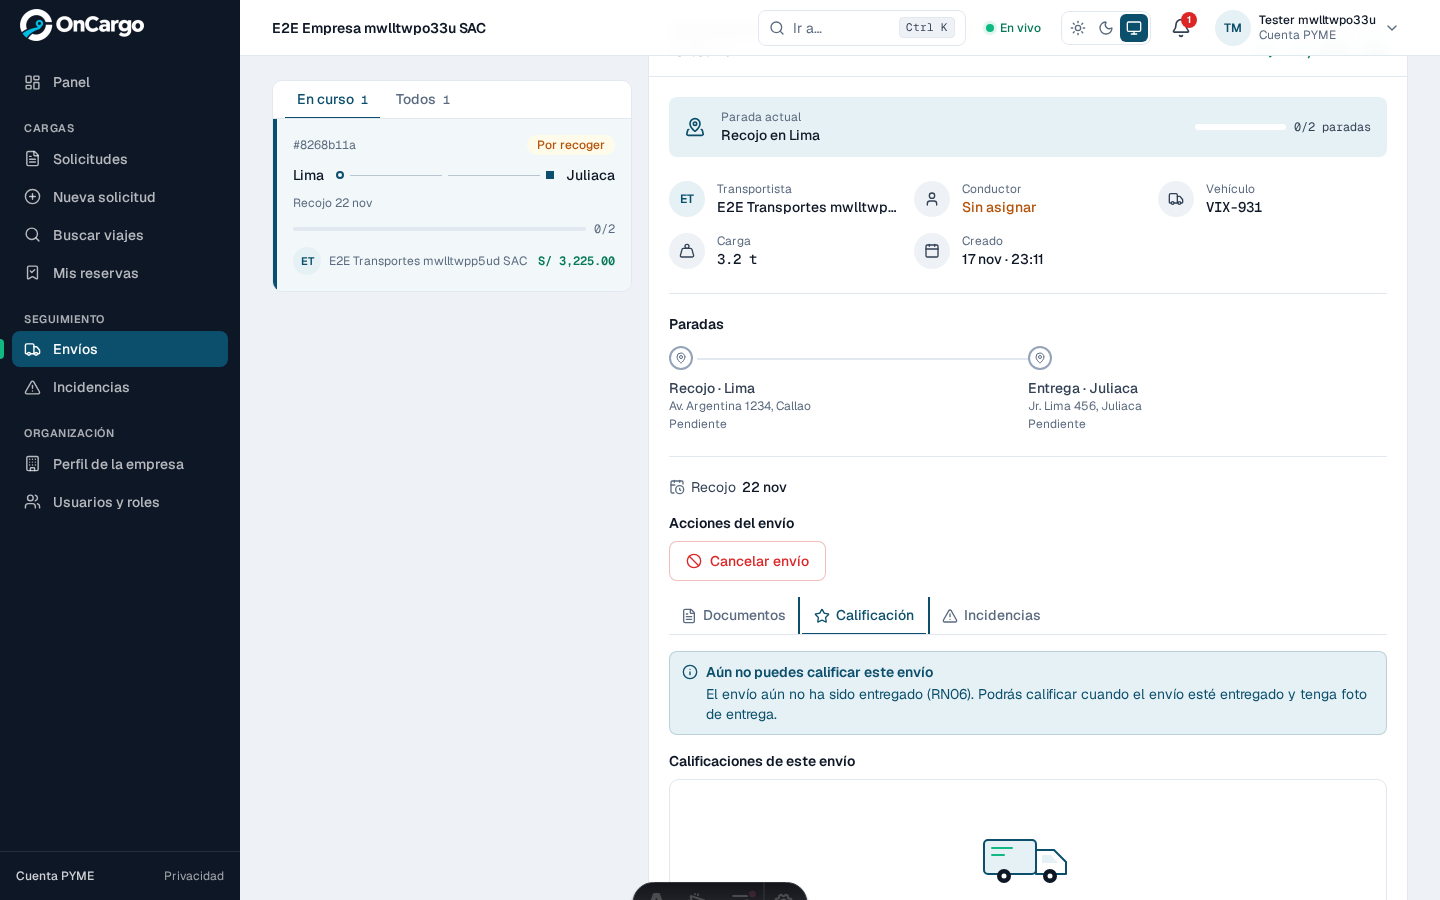 OnCargo
E2E Empresa mwlltwpo33u SAC
Ir a...
Ctrl K
En vivo
1
TM
Tester mwlltwpo33u
Cuenta PYME
Panel
CARGAS
Solicitudes
Nueva solicitud
Buscar viajes
Mis reservas
SEGUIMIENTO
Envíos
Incidencias
ORGANIZACIÓN
Perfil de la empresa
Usuarios y roles
Cuenta PYME
Privacidad
En curso 1
Todos 1
#8268b11a
Por recoger
Lima
Juliaca
Recojo 22 nov
0/2
ET
E2E Transportes mwlltwpp5ud SAC
S/ 3,225.00
Parada actual
Recojo en Lima
0/2 paradas
ET
Transportista
E2E Transportes mwlltwp...
Conductor
Sin asignar
Vehículo
VIX-931
Carga
3.2 t
Creado
17 nov · 23:11
Paradas
Recojo · Lima
Av. Argentina 1234, Callao
Pendiente
Entrega · Juliaca
Jr. Lima 456, Juliaca
Pendiente
Recojo 22 nov
Acciones del envío
Cancelar envío
Documentos
Calificación
Incidencias
Aún no puedes calificar este envío
El envío aún no ha sido entregado (RN06). Podrás calificar cuando el envío esté entregado y tenga foto
de entrega.
Calificaciones de este envío